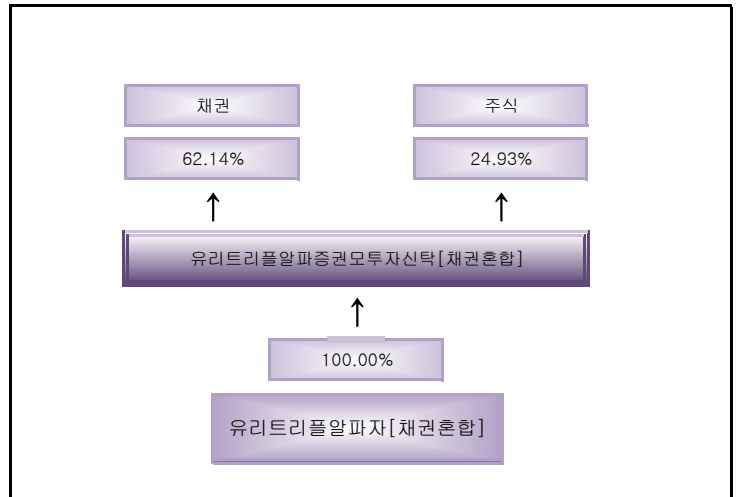 채권
주식
62.14%
24.93%
↑
↑
유리트리플알파증권모투자신탁[채권혼합]
↑
100.00%
유리트리플알파자[채권혼합]